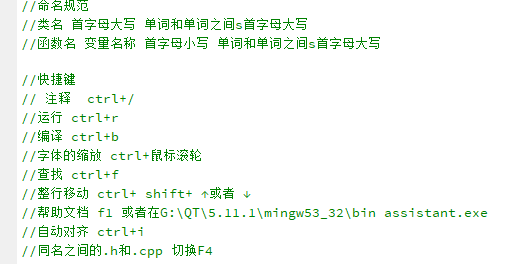 //命名规范
//类名 首字母大写 单词和单词之间s首字母大写
//函数名 变量名称 首字母小写 单词和单词之间s首字母大写
//快捷键
// 注释  ctrl+/
//运行 ctrl+r
//编译 ctrl+b
//字体的缩放 ctrl+鼠标滚轮
//查找 ctrl+f
//整行移动 ctrl+ shift+ ↑或者 ↓
//帮助文档 f1 或者在G:\QT\5.11.1\mingw53_32\bin assistant.exe
//自动对齐 ctrl+i
//同名之间的.h和.cpp 切换F4